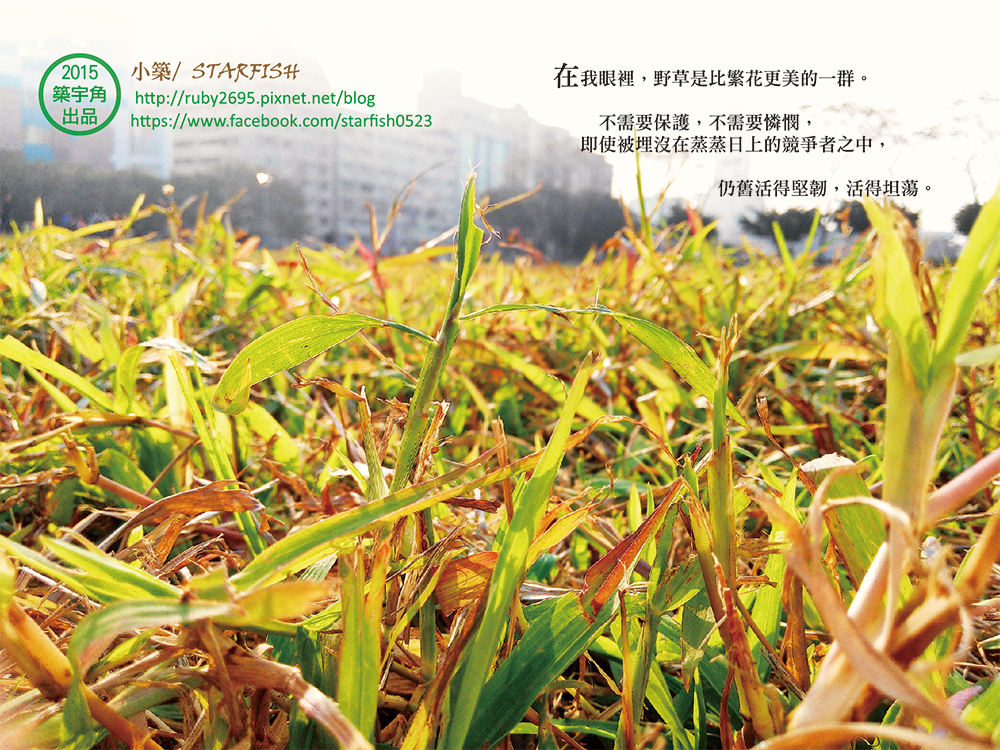 2015
築宇角
出品
小築/ STARFISH
http://ruby2695.pixnet.net/blog
https://www.facebook.com/starfish0523
在我眼裡，野草是比繁花更美的一群。
不需要保護，不需要憐憫，
即使被埋沒在蒸蒸日上的競爭者之中，
仍舊活得堅韌，活得坦蕩。